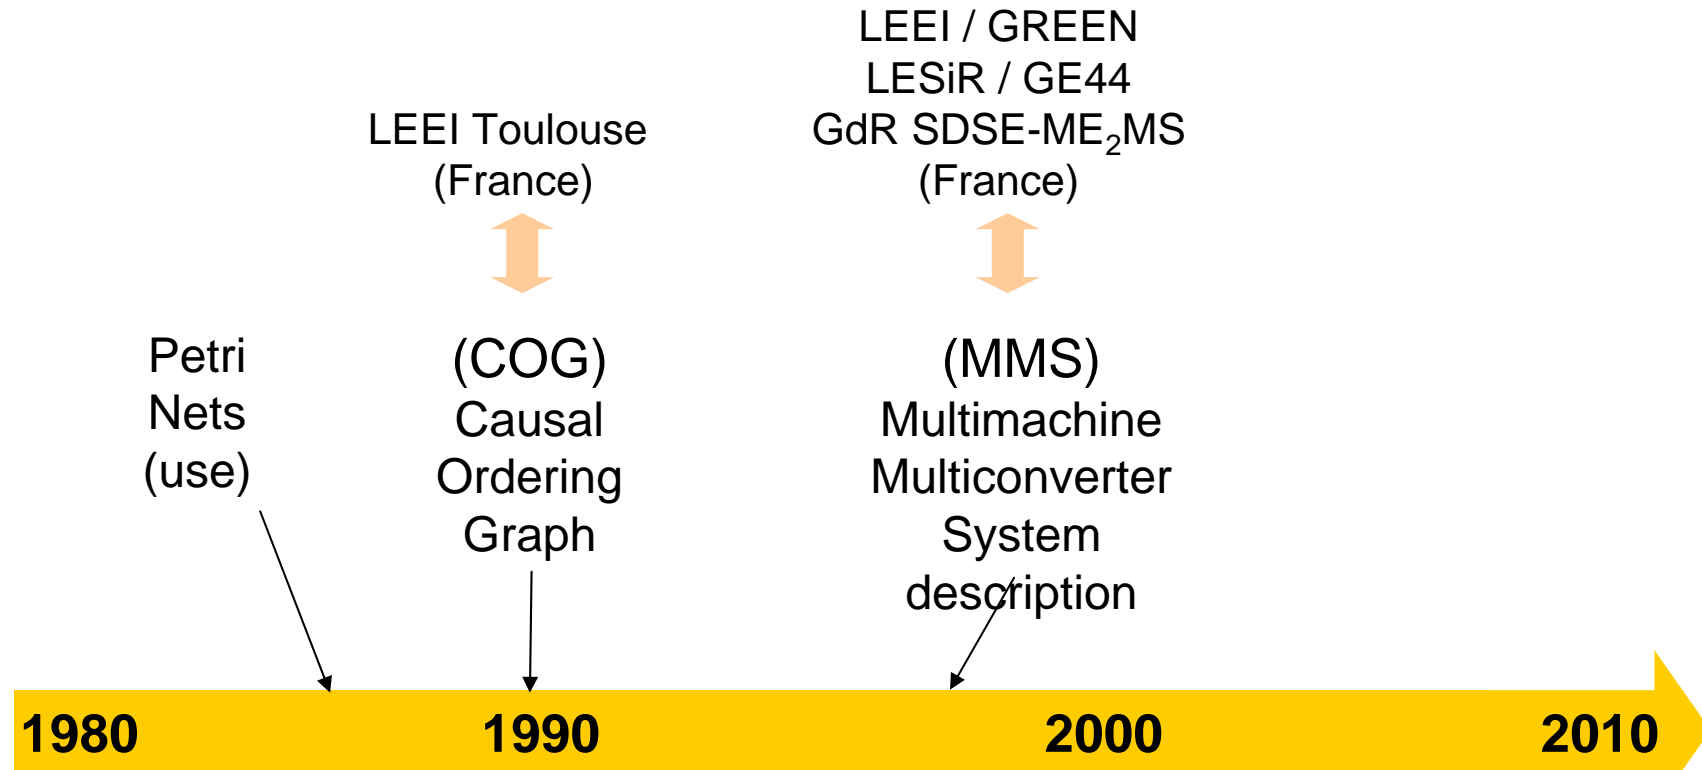 LEEI / GREEN
LESiR / GE44
GdR SDSE-ME₂MS
(France)
LEEI Toulouse
(France)
Petri
Nets
(use)
(COG)
Causal
Ordering
Graph
(MMS)
Multimachine
Multiconverter
System
description
1980
1990
2000
2010